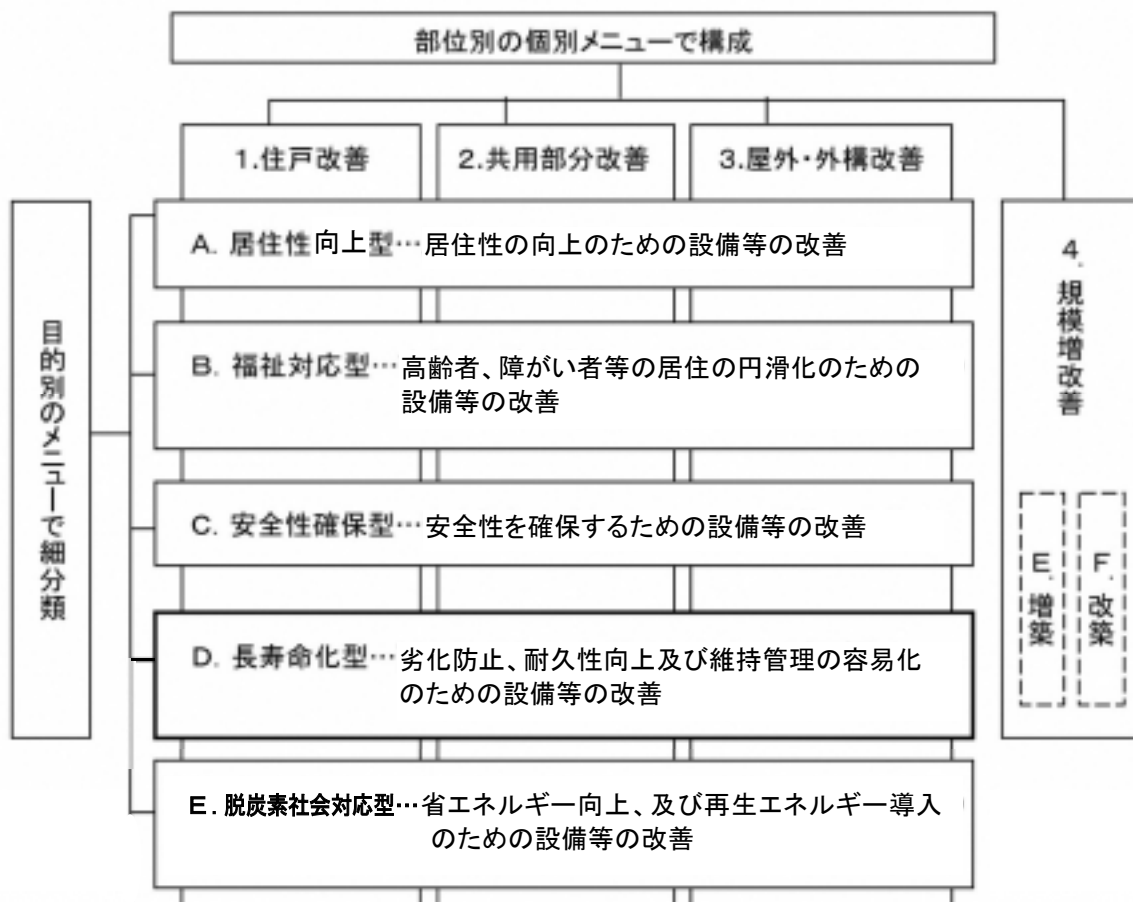 部位別の個別メニューで構成
1.住戸改善
2.共用部分改善
3.屋外・外構改善
目的別のメニューで細分類
A. 居住性向上型…居住性の向上のための設備等の改善
B. 福祉対応型…高齢者、障がい者等の居住の円滑化のための
設備等の改善
C. 安全性確保型…安全性を確保するための設備等の改善
D. 長寿命化型…劣化防止、耐久性向上及び維持管理の容易化
のための設備等の改善
E. 脱炭素社会対応型…省エネルギー向上、及び再生エネルギー導入
のための設備等の改善
4. 規模増改善
E. 増築
F. 改築